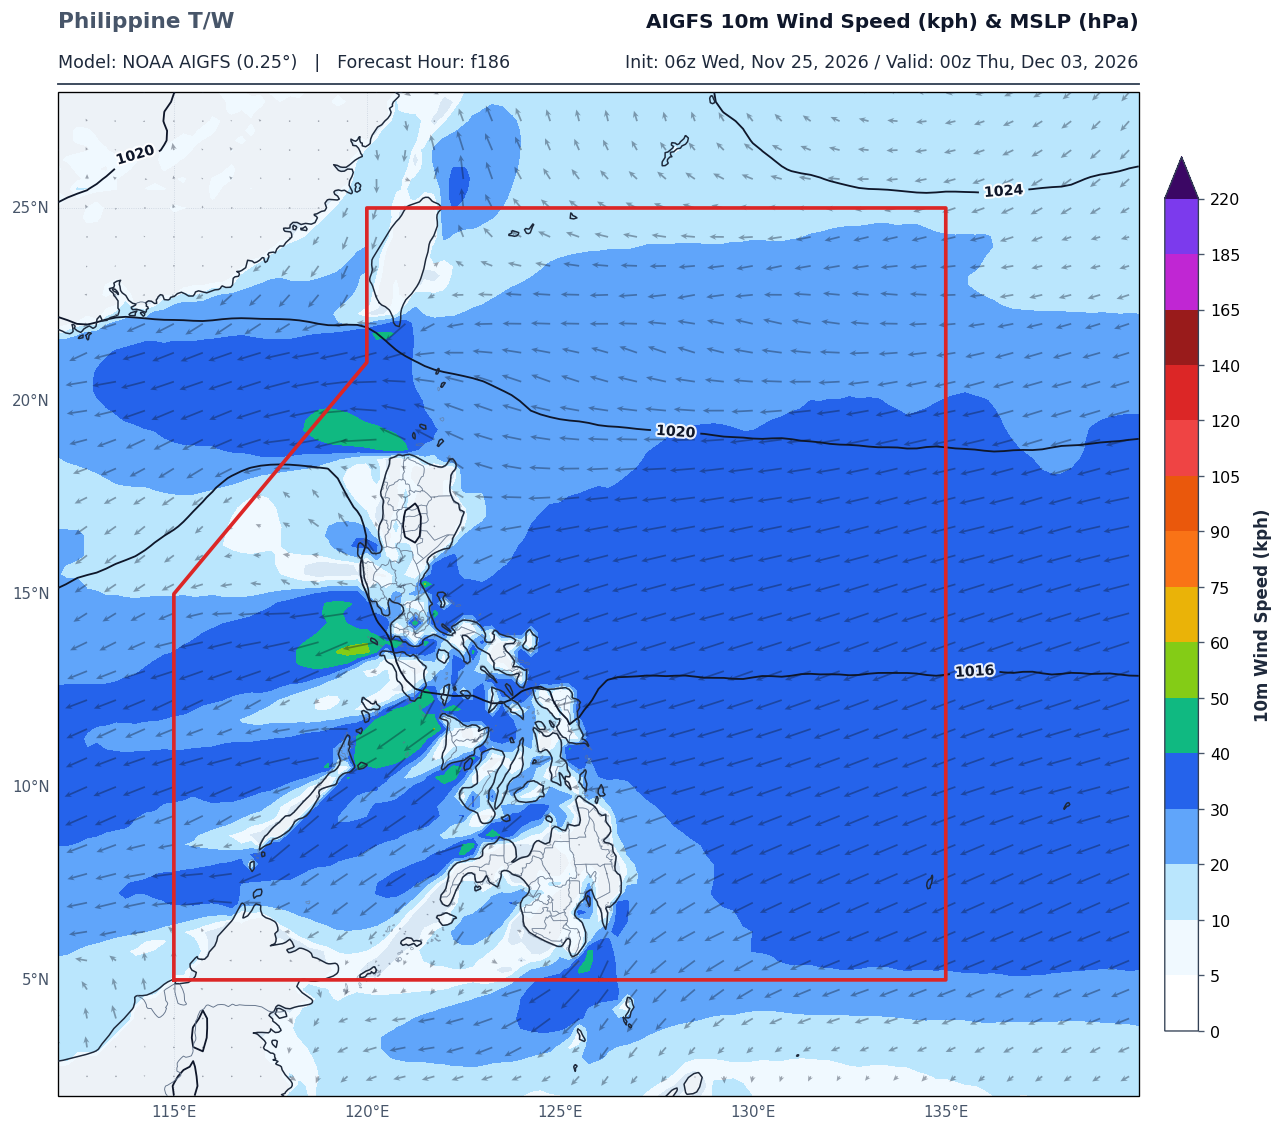 Philippine T/W
AIGFS 10m Wind Speed (kph) & MSLP (hPa)
Model: NOAA AIGFS (0.25°) | Forecast Hour: f186
Init: 06z Wed, Nov 25, 2026 / Valid: 00z Thu, Dec 03, 2026
1020
1024
1020
1016
25°N
20°N
15°N
10°N
5°N
115°E
120°E
125°E
130°E
135°E
220
185
165
140
120
105
90
75
60
50
40
30
20
10
5
0
10m Wind Speed (kph)